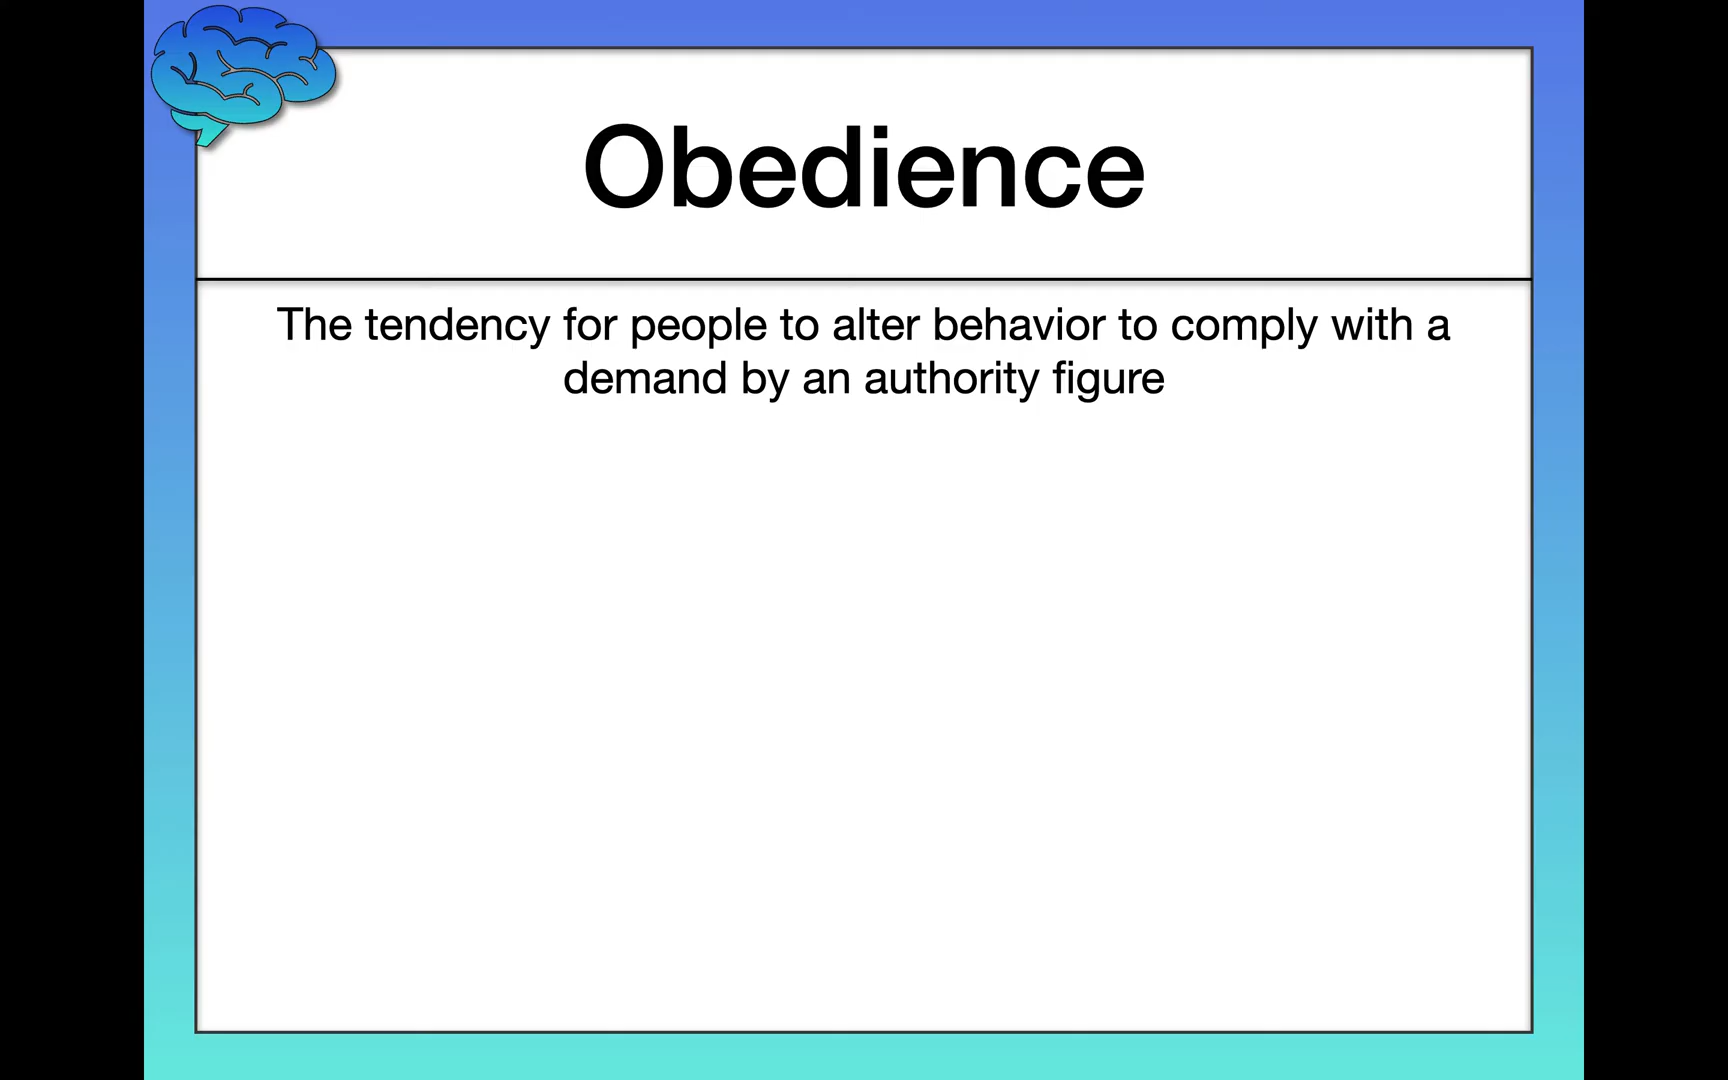 Obedience
The tendency for people to alter behavior to comply with a
demand by an authority figure